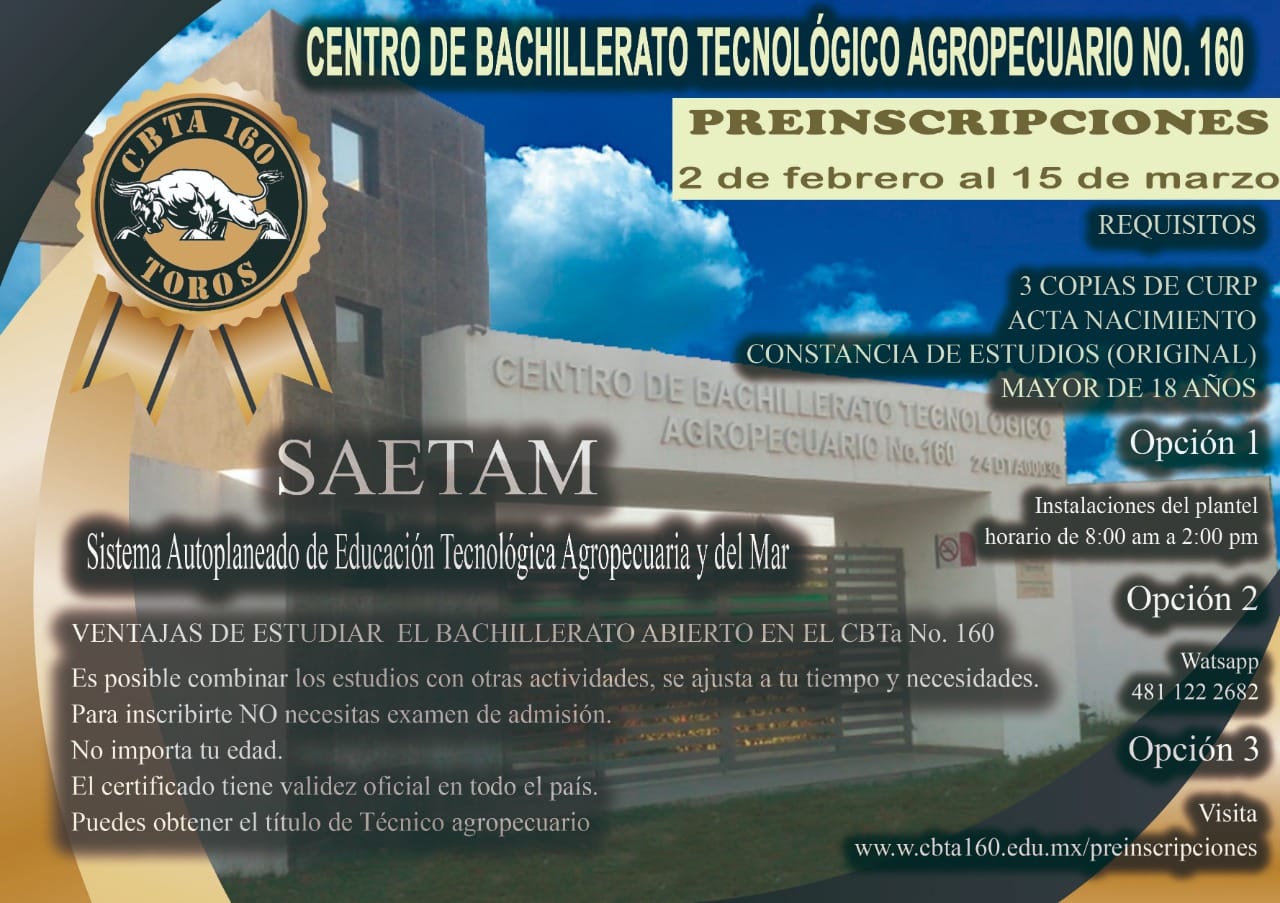 CENTRO DE BACHILLERATO TECNOLÓGICO AGROPECUARIO NO. 160
PREINSCRIPCIONES
2 de febrero al 15 de marzo
CBTA 160
TOROS
REQUISITOS
3 COPIAS DE CURP
ACTA NACIMIENTO
CONSTANCIA DE ESTUDIOS (ORIGINAL)
MAYOR DE 18 AÑOS
CENTRO DE BACHILLERATO TECNOLÓGICO
AGROPECUARIO No.160
24DTA0003Q
SAETAM
Sistema Autoplaneado de Educación Tecnológica Agropecuaria y del Mar
VENTAJAS DE ESTUDIAR EL BACHILLERATO ABIERTO EN EL CBTa No. 160
Es posible combinar los estudios con otras actividades, se ajusta a tu tiempo y necesidades.
Para inscribirte NO necesitas examen de admisión.
No importa tu edad.
El certificado tiene validez oficial en todo el país.
Puedes obtener el título de Técnico agropecuario
Opción 1
Instalaciones del plantel
horario de 8:00 am a 2:00 pm
Opción 2
Watsapp
481 122 2682
Opción 3
Visita
ww.w.cbta160.edu.mx/preinscripciones